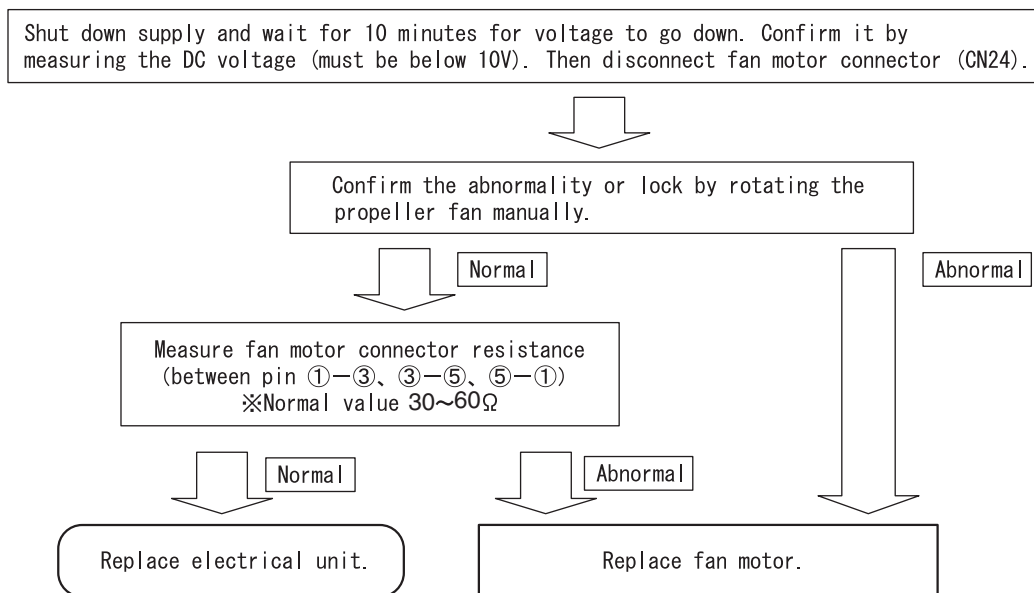 Shut down supply and wait for 10 minutes for voltage to go down. Confirm it by
measuring the DC voltage (must be below 10V). Then disconnect fan motor connector (CN24).
Confirm the abnormality or lock by rotating the
propeller fan manually.
Normal
Abnormal
Measure fan motor connector resistance
(between pin ①−③、③−⑤、⑤−①)
※Normal value 30〜60Ω
Normal
Abnormal
Replace electrical unit.
Replace fan motor.